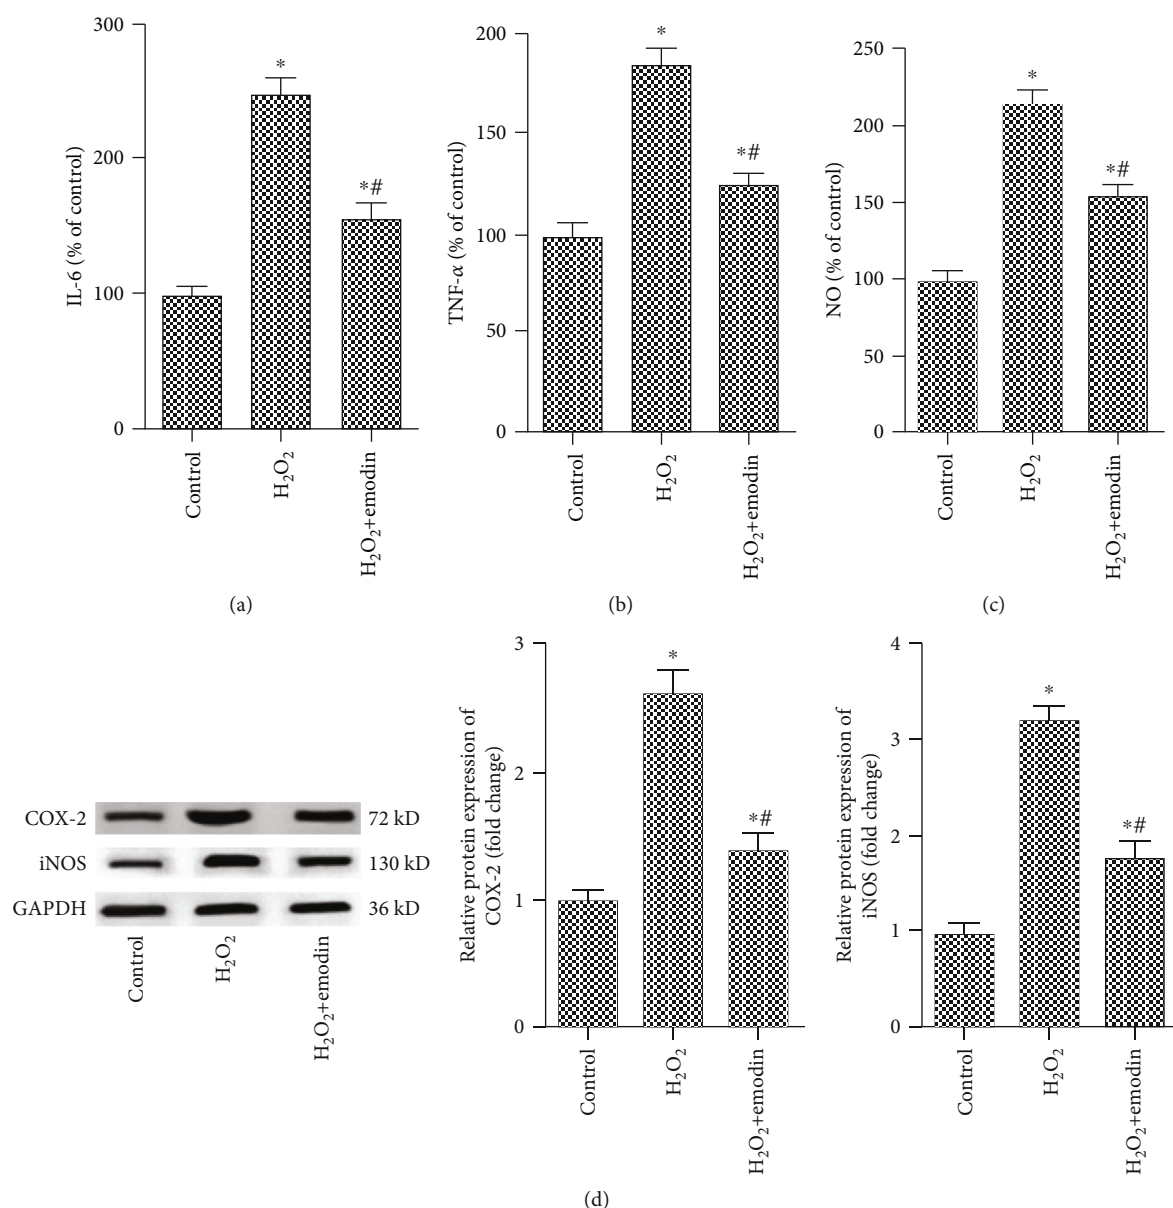 300
200
100
0
IL-6 (% of control)
*
*#
Control
H₂O₂
H₂O₂+emodin
(a)
200
150
100
50
0
TNF-α (% of control)
*
*#
Control
H₂O₂
H₂O₂+emodin
(b)
250
200
150
100
50
0
NO (% of control)
*
*#
Control
H₂O₂
H₂O₂+emodin
(c)
COX-2
72 kD
iNOS
130 kD
GAPDH
36 kD
Control
H₂O₂
H₂O₂+emodin
3
2
1
0
Relative protein expression of
COX-2 (fold change)
*
*#
Control
H₂O₂
H₂O₂+emodin
4
3
2
1
0
Relative protein expression of
iNOS (fold change)
*
*#
Control
H₂O₂
H₂O₂+emodin
(d)